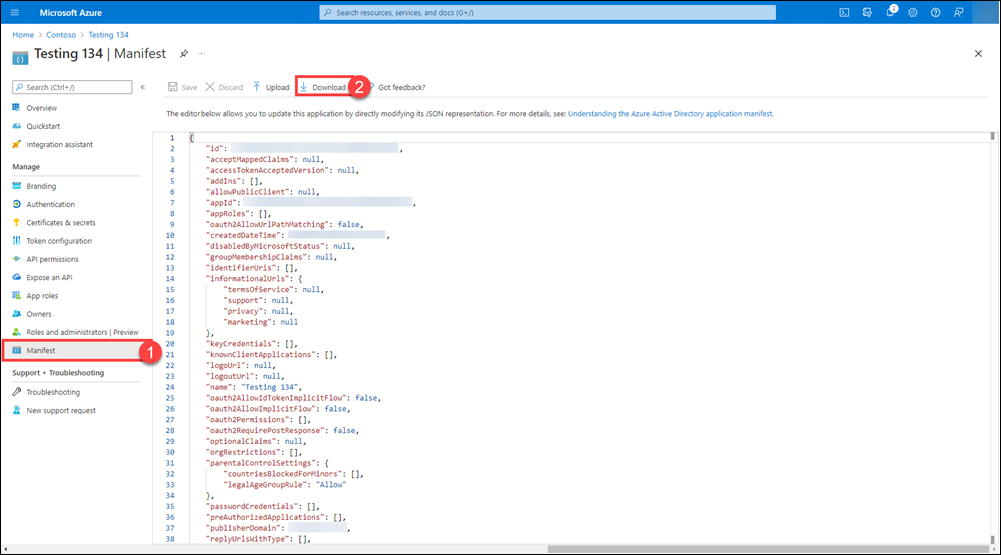 Microsoft Azure
Search resources, services, and docs (G+/)
2
Home > Contoso > Testing 134
Testing 134 | Manifest
...
Search (Ctrl+/)
«
Save
Discard
Upload
Download
2
Got feedback?
Overview
Quickstart
Integration assistant
Manage
Branding
Authentication
Certificates & secrets
Token configuration
API permissions
Expose an API
App roles
Owners
Roles and administrators | Preview
Manifest
1
Support + Troubleshooting
Troubleshooting
New support request
The editor below allows you to update this application by directly modifying its JSON representation. For more details, see: Understanding the Azure Active Directory application manifest.
1 {
2 "id": ,
3 "acceptMappedClaims": null,
4 "accessTokenAcceptedVersion": null,
5 "addIns": [],
6 "allowPublicClient": null,
7 "appId": ,
8 "appRoles": [],
9 "oauth2AllowUrlPathMatching": false,
10 "createdDateTime": ,
11 "disabledByMicrosoftStatus": null,
12 "groupMembershipClaims": null,
13 "identifierUris": [],
14 "informationalUrls": {
15 "termsOfService": null,
16 "support": null,
17 "privacy": null,
18 "marketing": null
19 },
20 "keyCredentials": [],
21 "knownClientApplications": [],
22 "logoUrl": null,
23 "logoutUrl": null,
24 "name": "Testing 134",
25 "oauth2AllowIdTokenImplicitFlow": false,
26 "oauth2AllowImplicitFlow": false,
27 "oauth2Permissions": [],
28 "oauth2RequirePostResponse": false,
29 "optionalClaims": null,
30 "orgRestrictions": [],
31 "parentalControlSettings": {
32 "countriesBlockedForMinors": [],
33 "legalAgeGroupRule": "Allow"
34 },
35 "passwordCredentials": [],
36 "preAuthorizedApplications": [],
37 "publisherDomain": ,
38 "replyUrlsWithType": [],